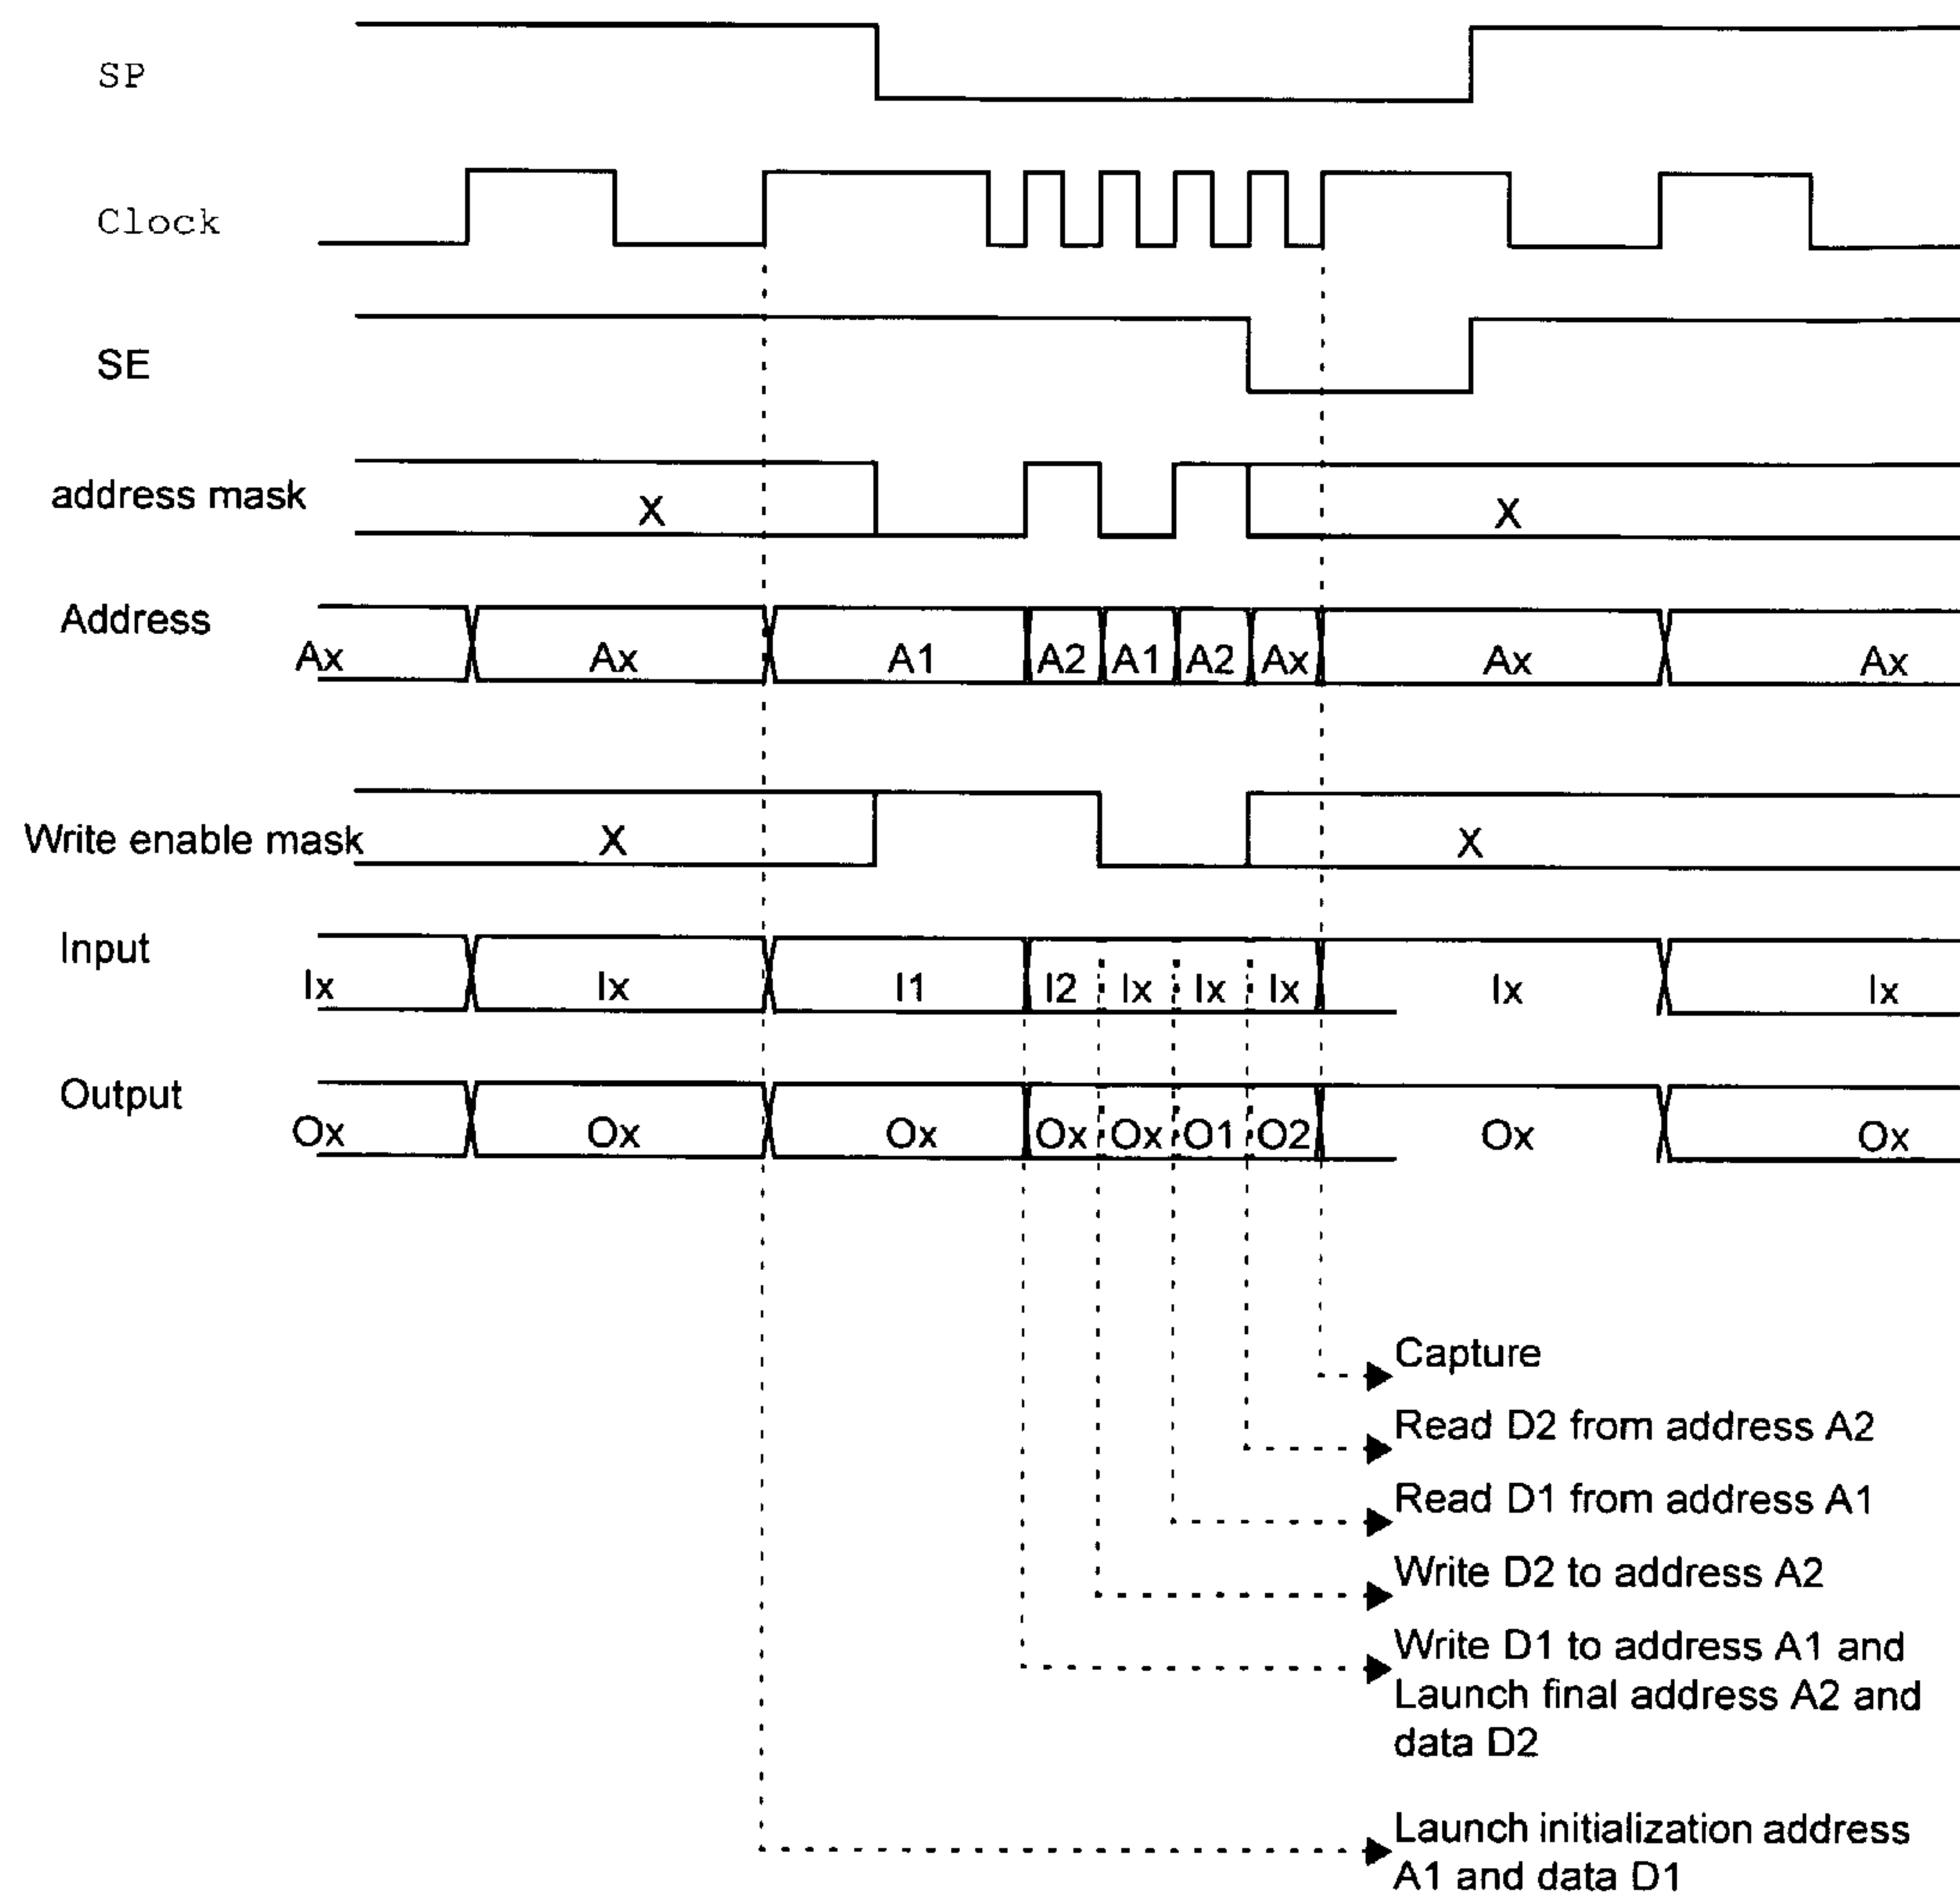 SP
Clock
SE
address mask
X X
Address
Ax Ax A1 A2 A1 A2 Ax Ax Ax
Write enable mask
X X
Input
Ix Ix I1 I2 Ix Ix Ix Ix Ix
Output
Ox Ox Ox Ox Ox O1 O2 Ox Ox
Capture
Read D2 from address A2
Read D1 from address A1
Write D2 to address A2
Write D1 to address A1 and
Launch final address A2 and
data D2
Launch initialization address
A1 and data D1